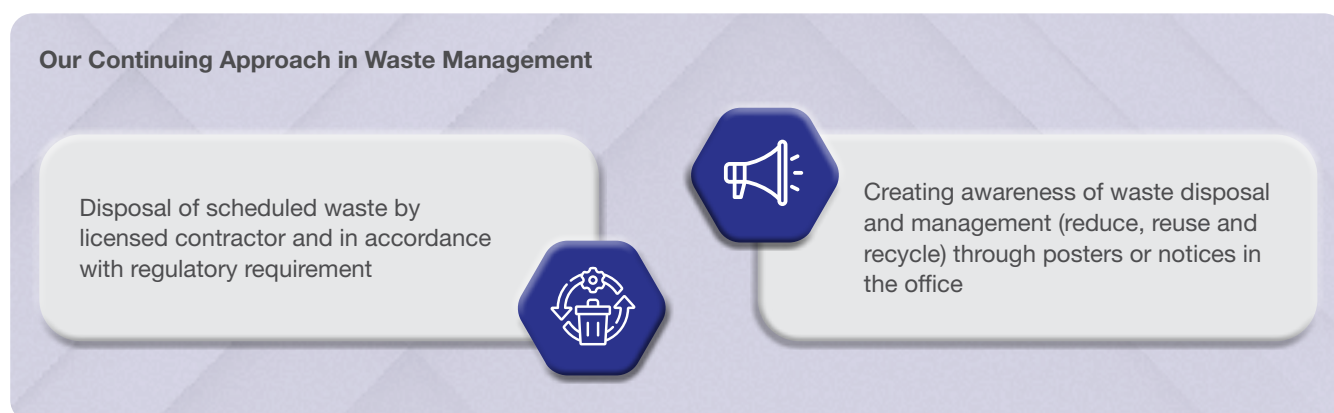 Our Continuing Approach in Waste Management
Disposal of scheduled waste by
licensed contractor and in accordance
with regulatory requirement
Creating awareness of waste disposal
and management (reduce, reuse and
recycle) through posters or notices in
the office